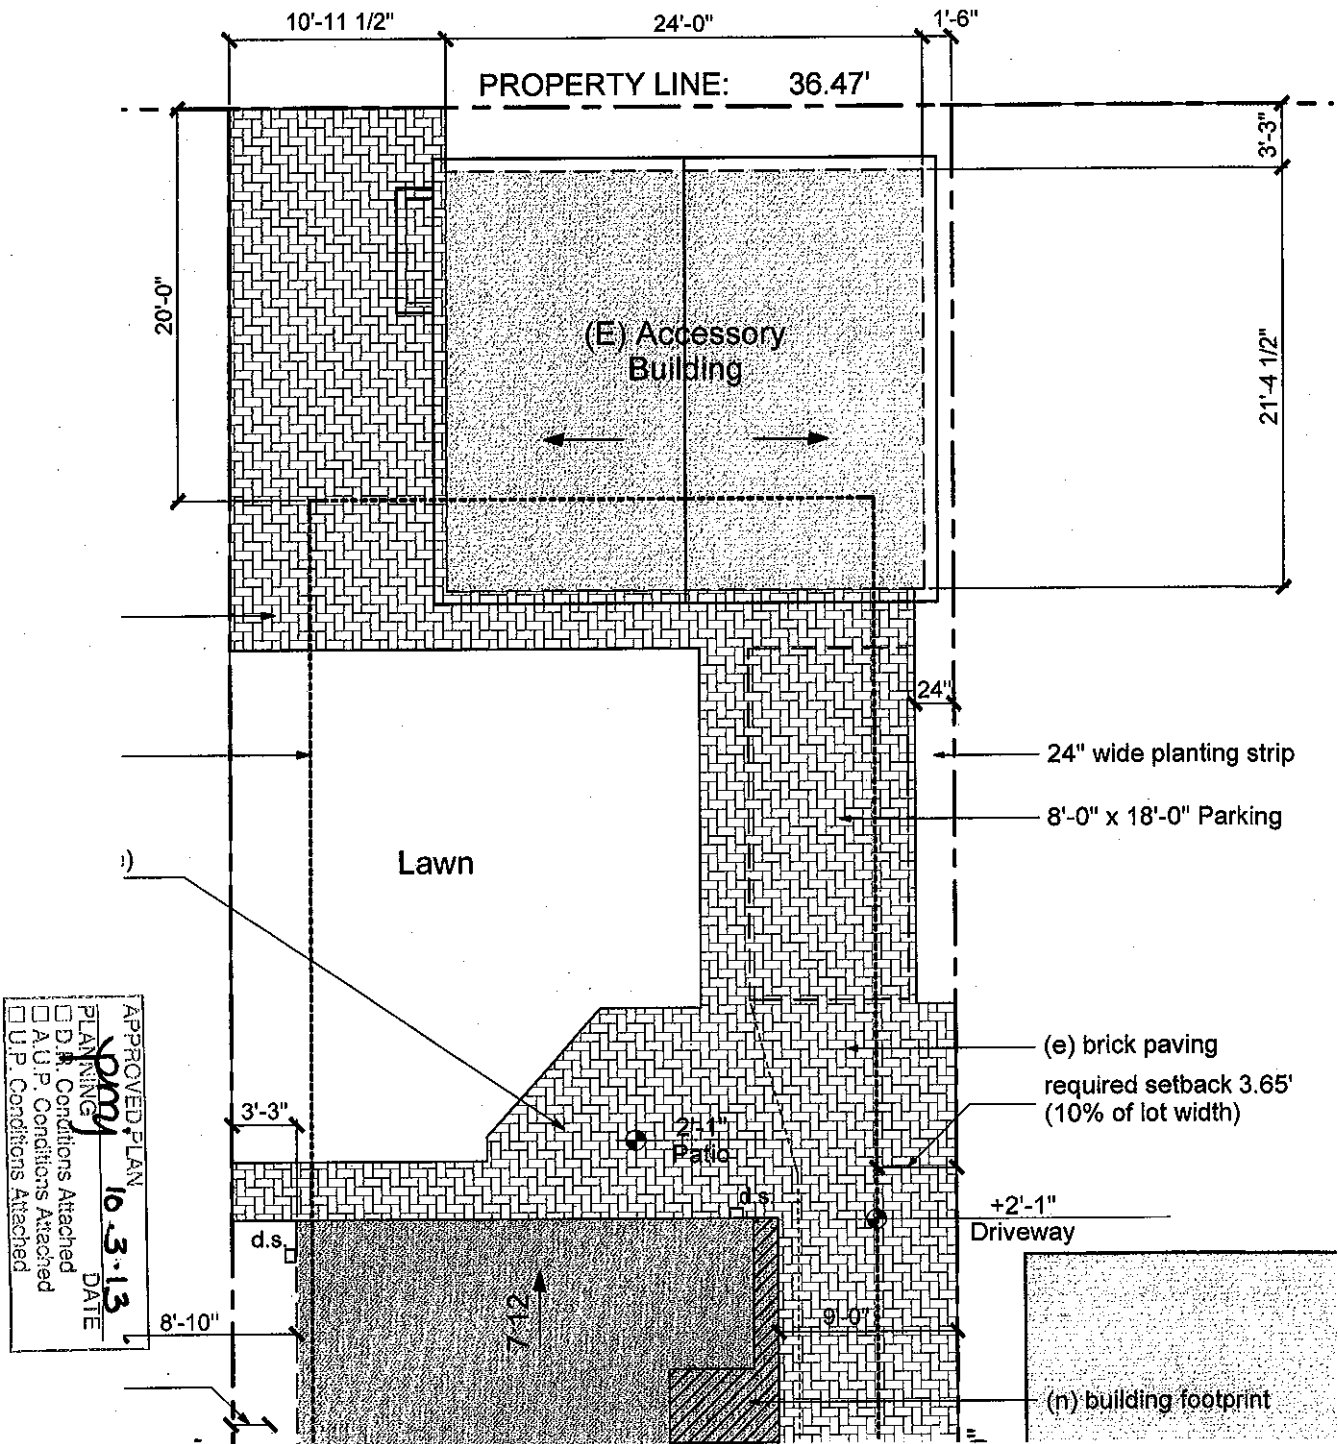 10'-11 1/2"
24'-0"
1'-6"
PROPERTY LINE: 36.47'
3'-3"
20'-0"
(E) Accessory
Building
21'-4 1/2"
24"
24" wide planting strip
8'-0" x 18'-0" Parking
Lawn
)
(e) brick paving
required setback 3.65'
(10% of lot width)
3'-3"
2'-1"
Patio
d.s.
+2'-1"
Driveway
d.s.
8'-10"
7:12
9'-0"
(n) building footprint
APPROVED PLAN
10-3-13
PLANNING DATE
☐ D.R. Conditions Attached
☐ A.U.P. Conditions Attached
☐ U.P. Conditions Attached